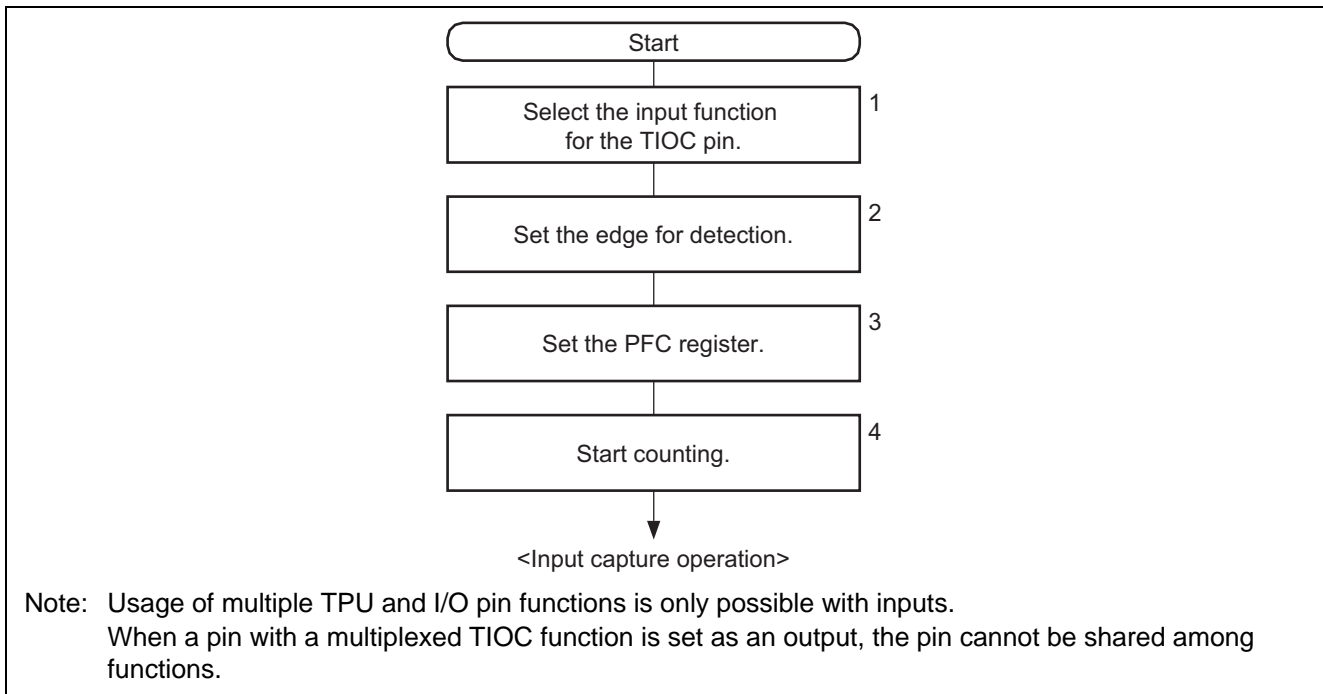 Start
Select the input function
for the TIOC pin.
1
Set the edge for detection.
2
Set the PFC register.
3
Start counting.
4
<Input capture operation>
Note: Usage of multiple TPU and I/O pin functions is only possible with inputs.
When a pin with a multiplexed TIOC function is set as an output, the pin cannot be shared among
functions.